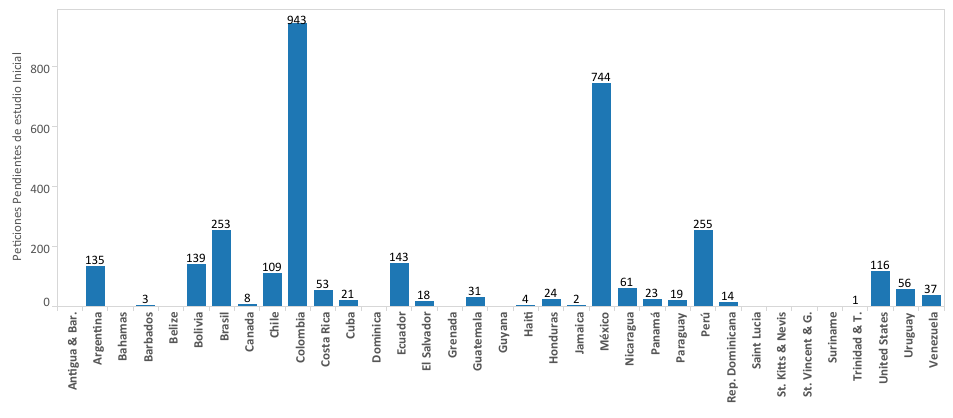 Peticiones Pendientes de estudio Inicial
800
600
400
200
0
135
3
139
253
8
109
943
53
21
143
18
31
4
24
2
744
61
23
19
255
14
1
116
56
37
Antigua & Bar.
Argentina
Bahamas
Barbados
Belize
Bolivia
Brasil
Canada
Chile
Colombia
Costa Rica
Cuba
Dominica
Ecuador
El Salvador
Grenada
Guatemala
Guyana
Haiti
Honduras
Jamaica
México
Nicaragua
Panamá
Paraguay
Perú
Rep. Dominicana
Saint Lucia
St. Kitts & Nevis
St. Vincent & G.
Suriname
Trinidad & T.
United States
Uruguay
Venezuela